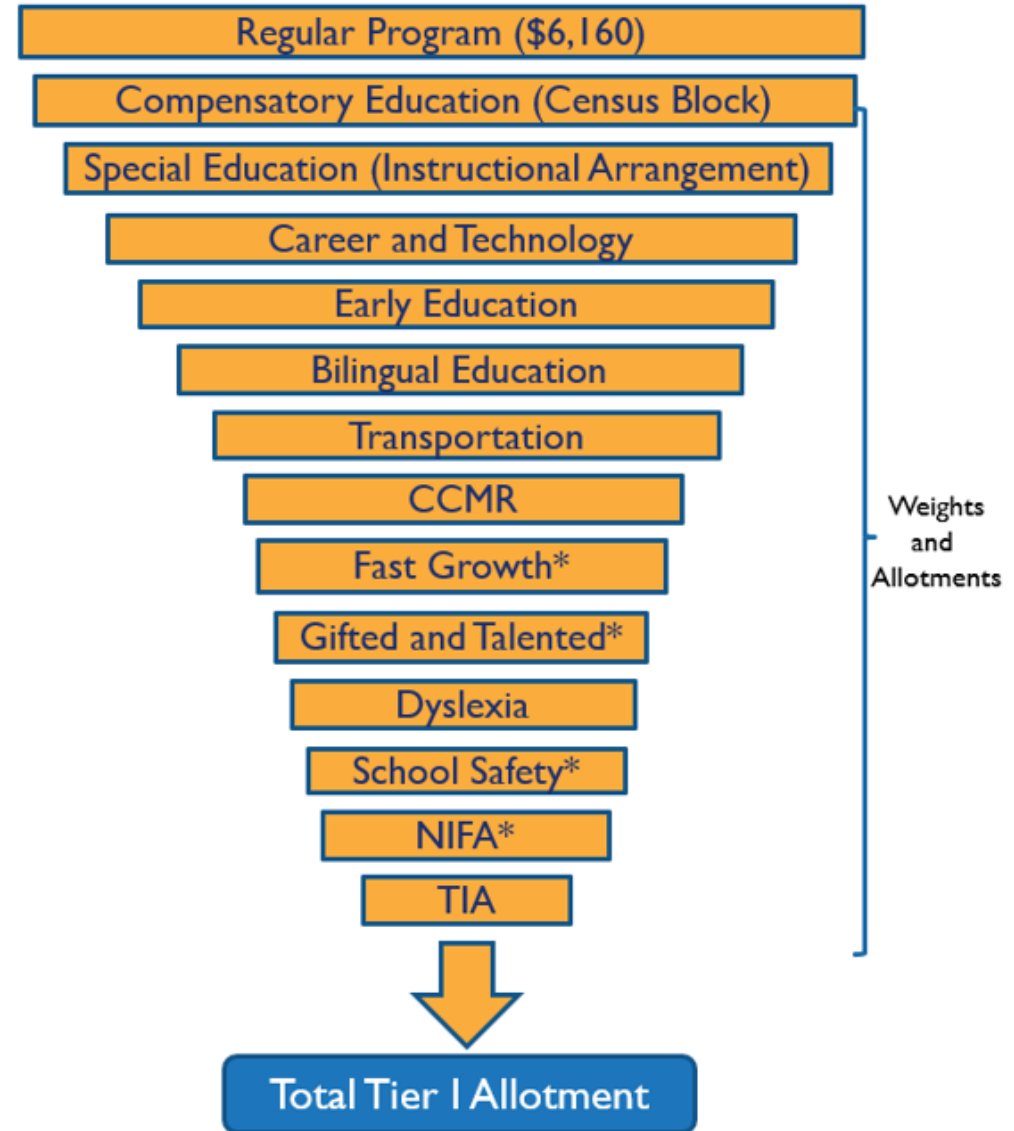 Regular Program ($6,160)
Compensatory Education (Census Block)
Special Education (Instructional Arrangement)
Career and Technology
Early Education
Bilingual Education
Transportation
CCMR
Fast Growth*
Gifted and Talented*
Dyslexia
School Safety*
NIFA*
TIA
Weights
and
Allotments
Total Tier I Allotment